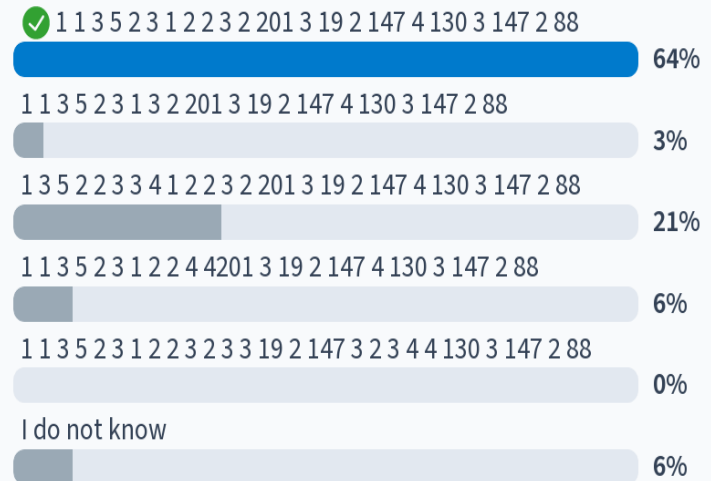 1 1 3 5 2 3 1 2 2 3 2 201 3 19 2 147 4 130 3 147 2 88
64%
1 1 3 5 2 3 1 3 2 201 3 19 2 147 4 130 3 147 2 88
3%
1 3 5 2 2 3 3 4 1 2 2 3 2 201 3 19 2 147 4 130 3 147 2 88
21%
1 1 3 5 2 3 1 2 2 4 4201 3 19 2 147 4 130 3 147 2 88
6%
1 1 3 5 2 3 1 2 2 3 2 3 3 19 2 147 3 2 3 4 4 130 3 147 2 88
0%
I do not know
6%